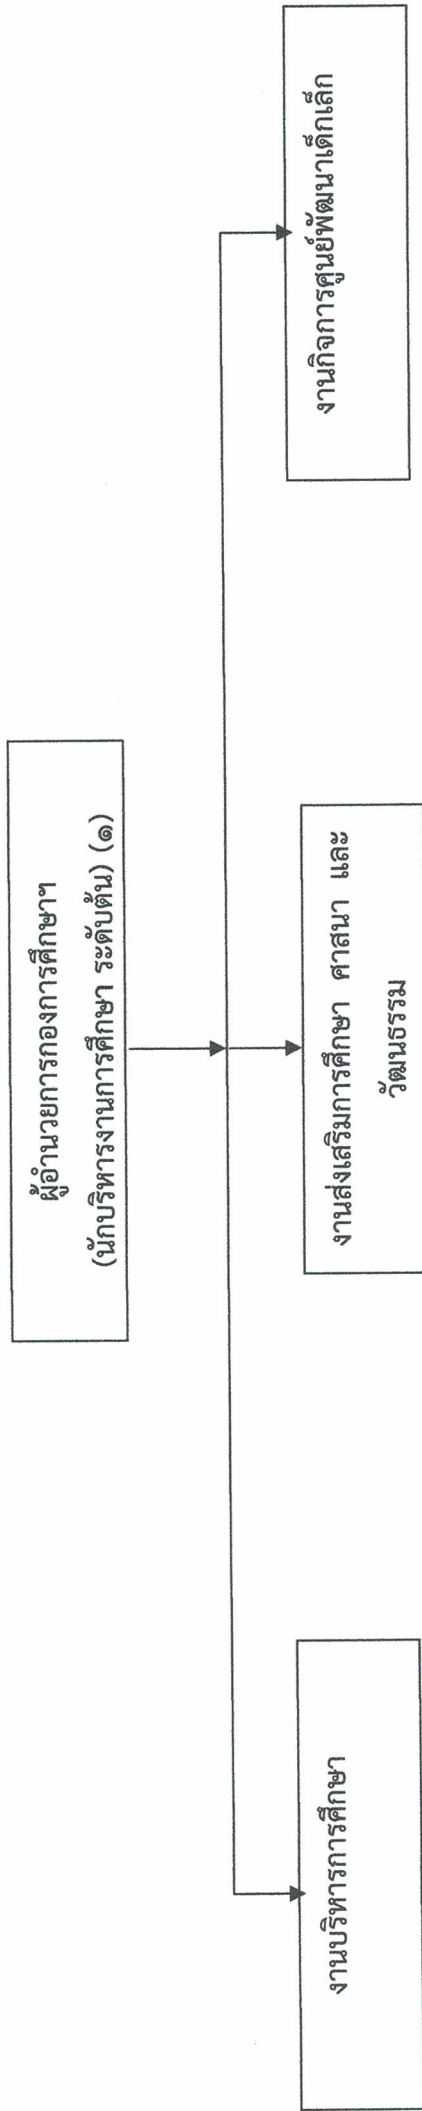 ผู้อำนวยการกองการศึกษาฯ
(นักบริหารงานการศึกษา ระดับต้น) (๑)
งานบริหารการศึกษา
งานส่งเสริมการศึกษา ศาสนา และ
วัฒนธรรม
งานกิจการศูนย์พัฒนาเด็กเล็ก